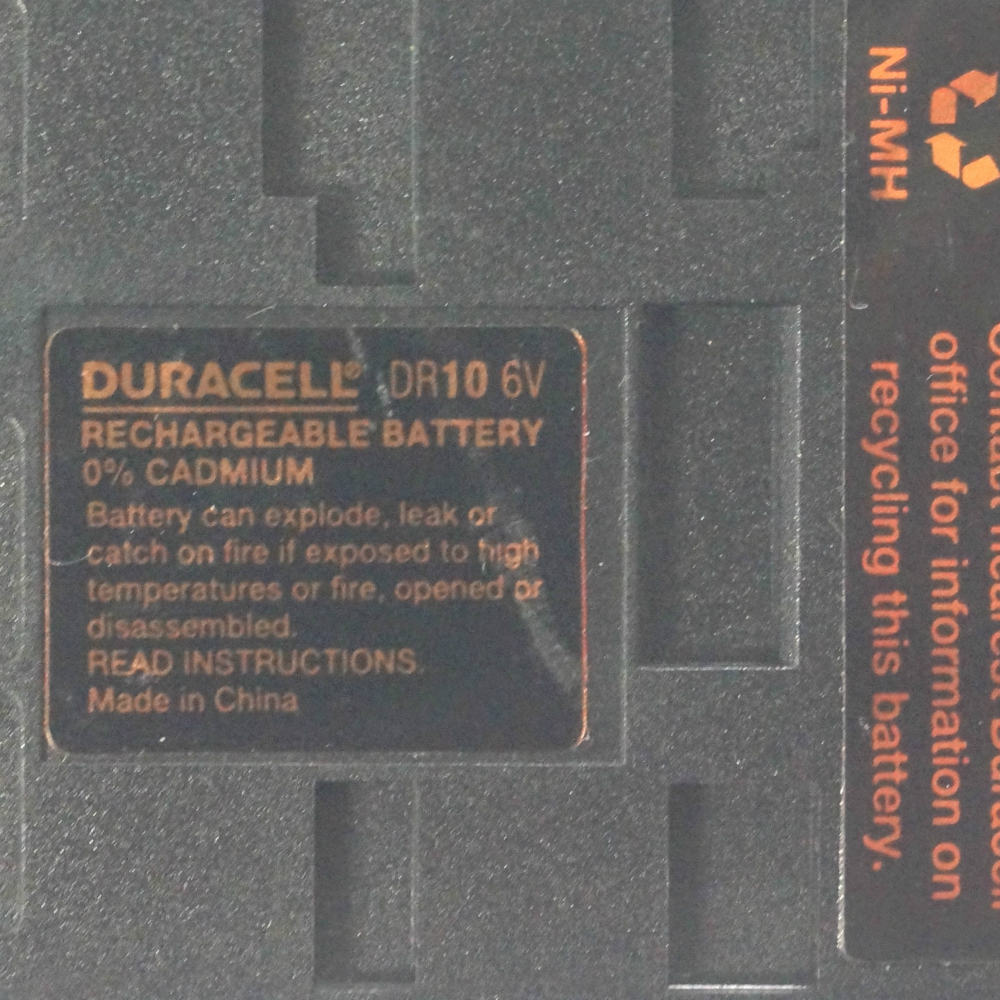 DURACELL® DR10 6V
RECHARGEABLE BATTERY
0% CADMIUM
Battery can explode, leak or
catch on fire if exposed to high
temperatures or fire, opened or
disassembled.
READ INSTRUCTIONS.
Made in China
Ni-MH
office for information on
recycling this battery.